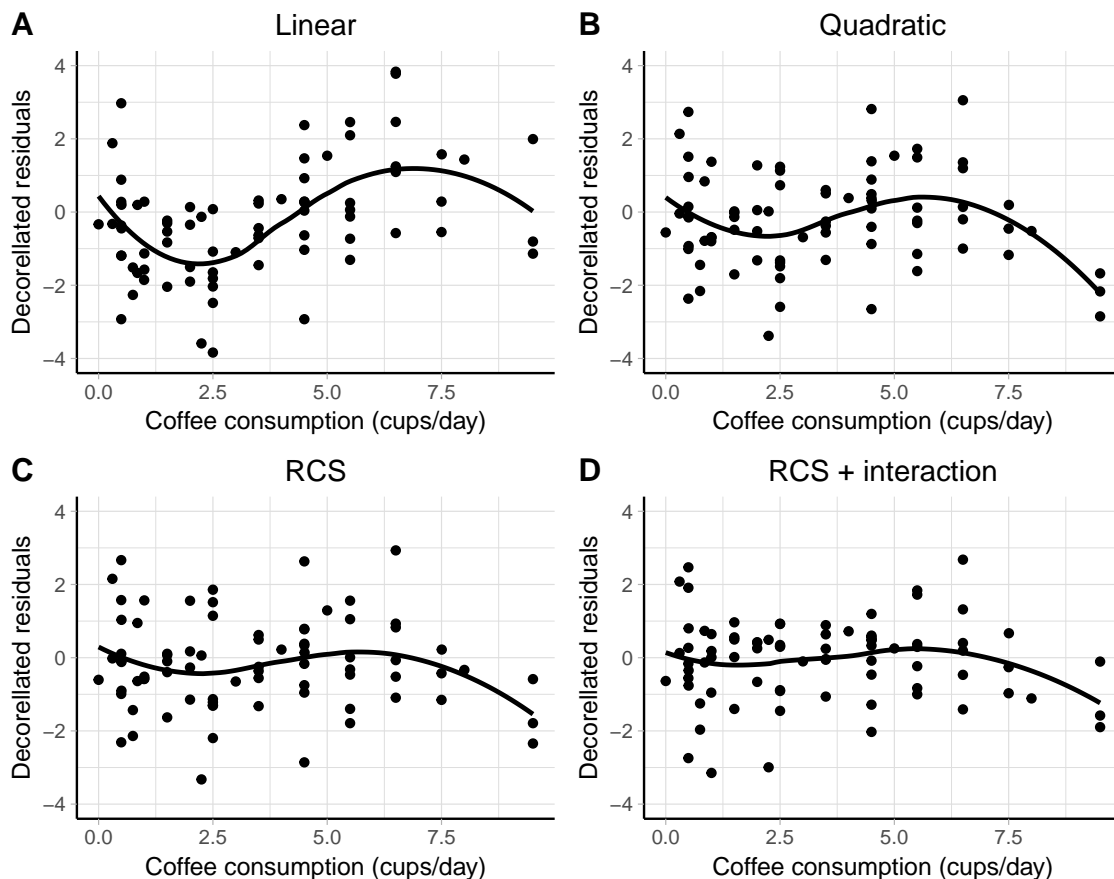 A
Linear
Decorellated residuals
4
2
0
−2
−4
0.0 2.5 5.0 7.5
Coffee consumption (cups/day)
B
Quadratic
Decorellated residuals
4
2
0
−2
−4
0.0 2.5 5.0 7.5
Coffee consumption (cups/day)
C
RCS
Decorellated residuals
4
2
0
−2
−4
0.0 2.5 5.0 7.5
Coffee consumption (cups/day)
D
RCS + interaction
Decorellated residuals
4
2
0
−2
−4
0.0 2.5 5.0 7.5
Coffee consumption (cups/day)